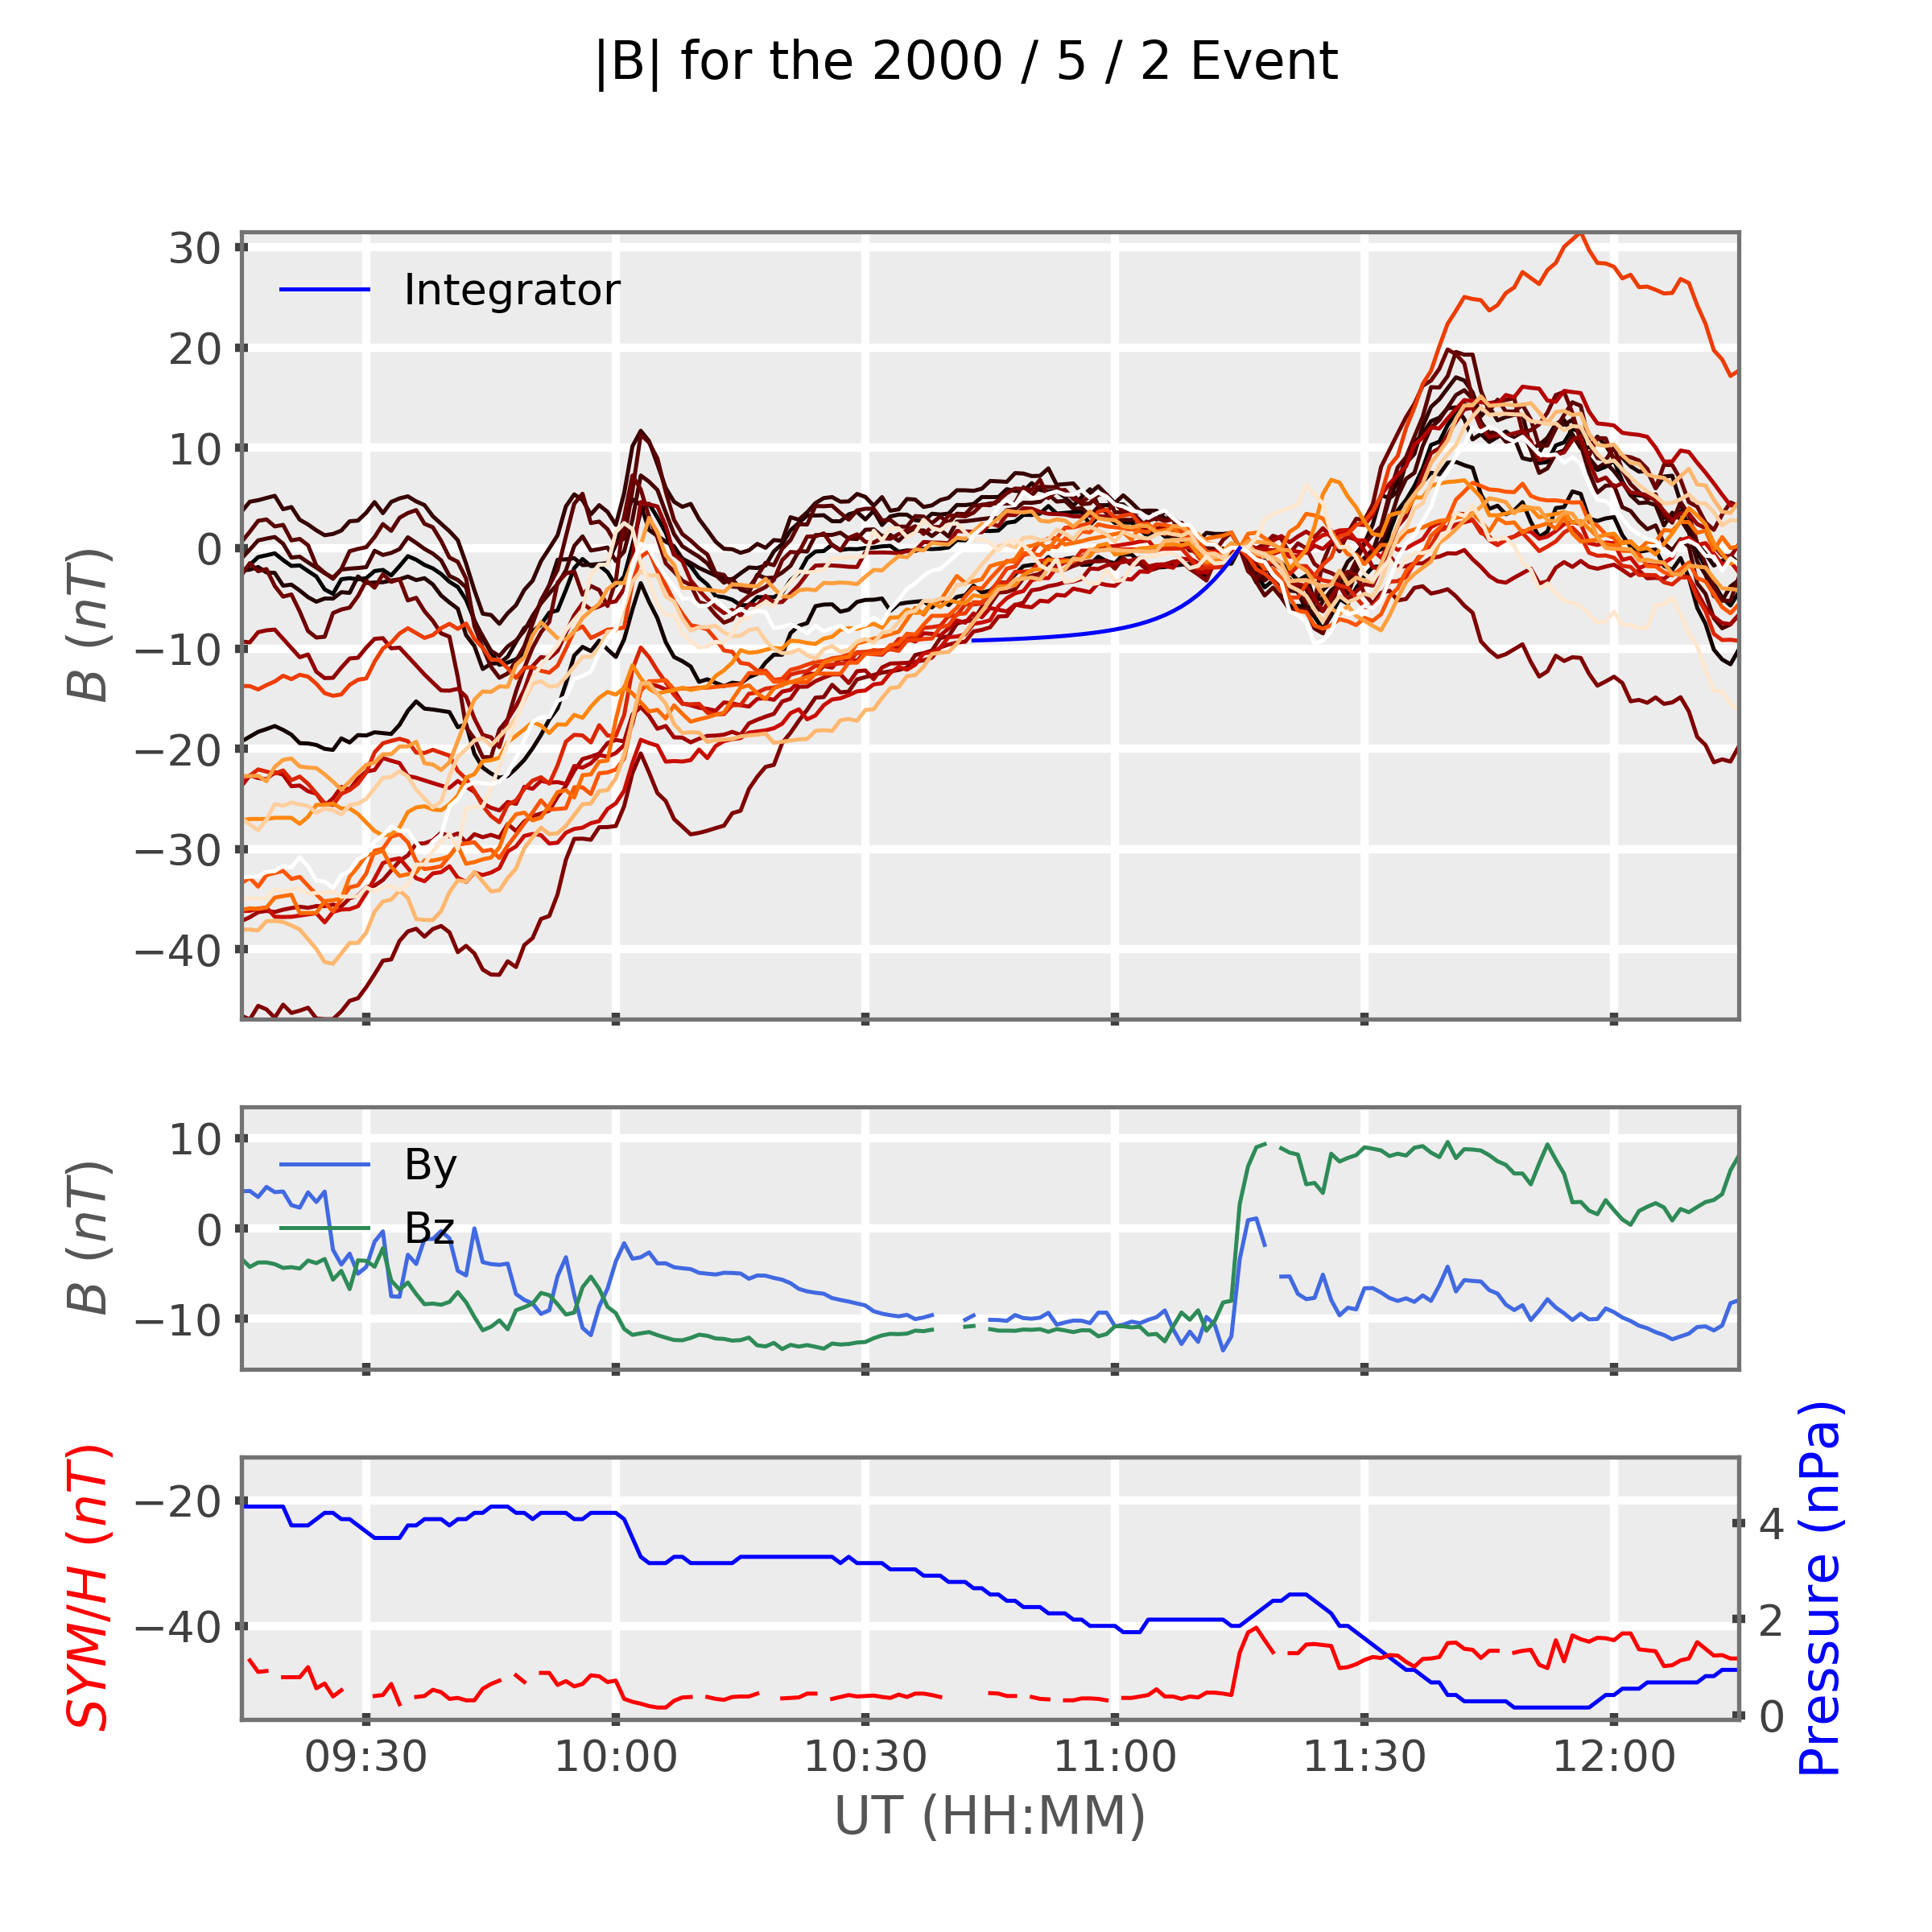 |B| for the 2000 / 5 / 2 Event
30
20
10
0
−10
−20
−30
−40
B (nT)
Integrator
10
0
−10
B (nT)
By
Bz
−20
−40
SYM/H (nT)
4
2
0
Pressure (nPa)
09:30 10:00 10:30 11:00 11:30 12:00
UT (HH:MM)